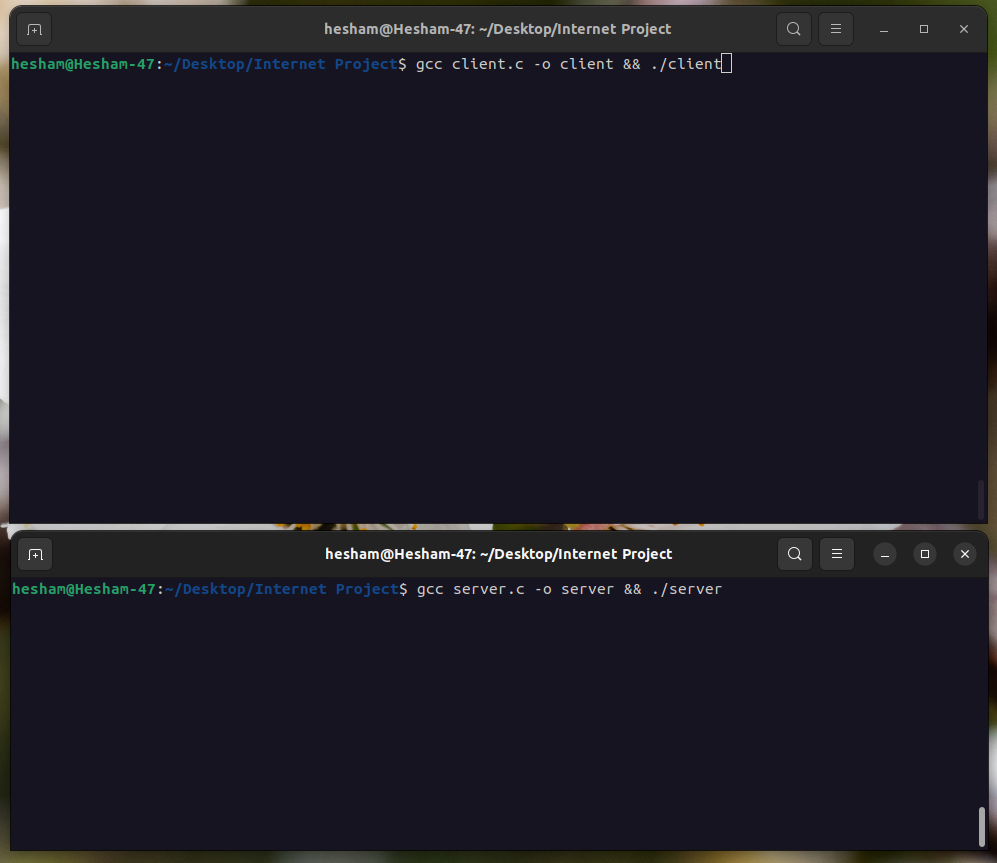 hesham@Hesham-47: ~/Desktop/Internet Project
hesham@Hesham-47:~/Desktop/Internet Project$ gcc client.c -o client && ./client
hesham@Hesham-47: ~/Desktop/Internet Project
hesham@Hesham-47:~/Desktop/Internet Project$ gcc server.c -o server && ./server